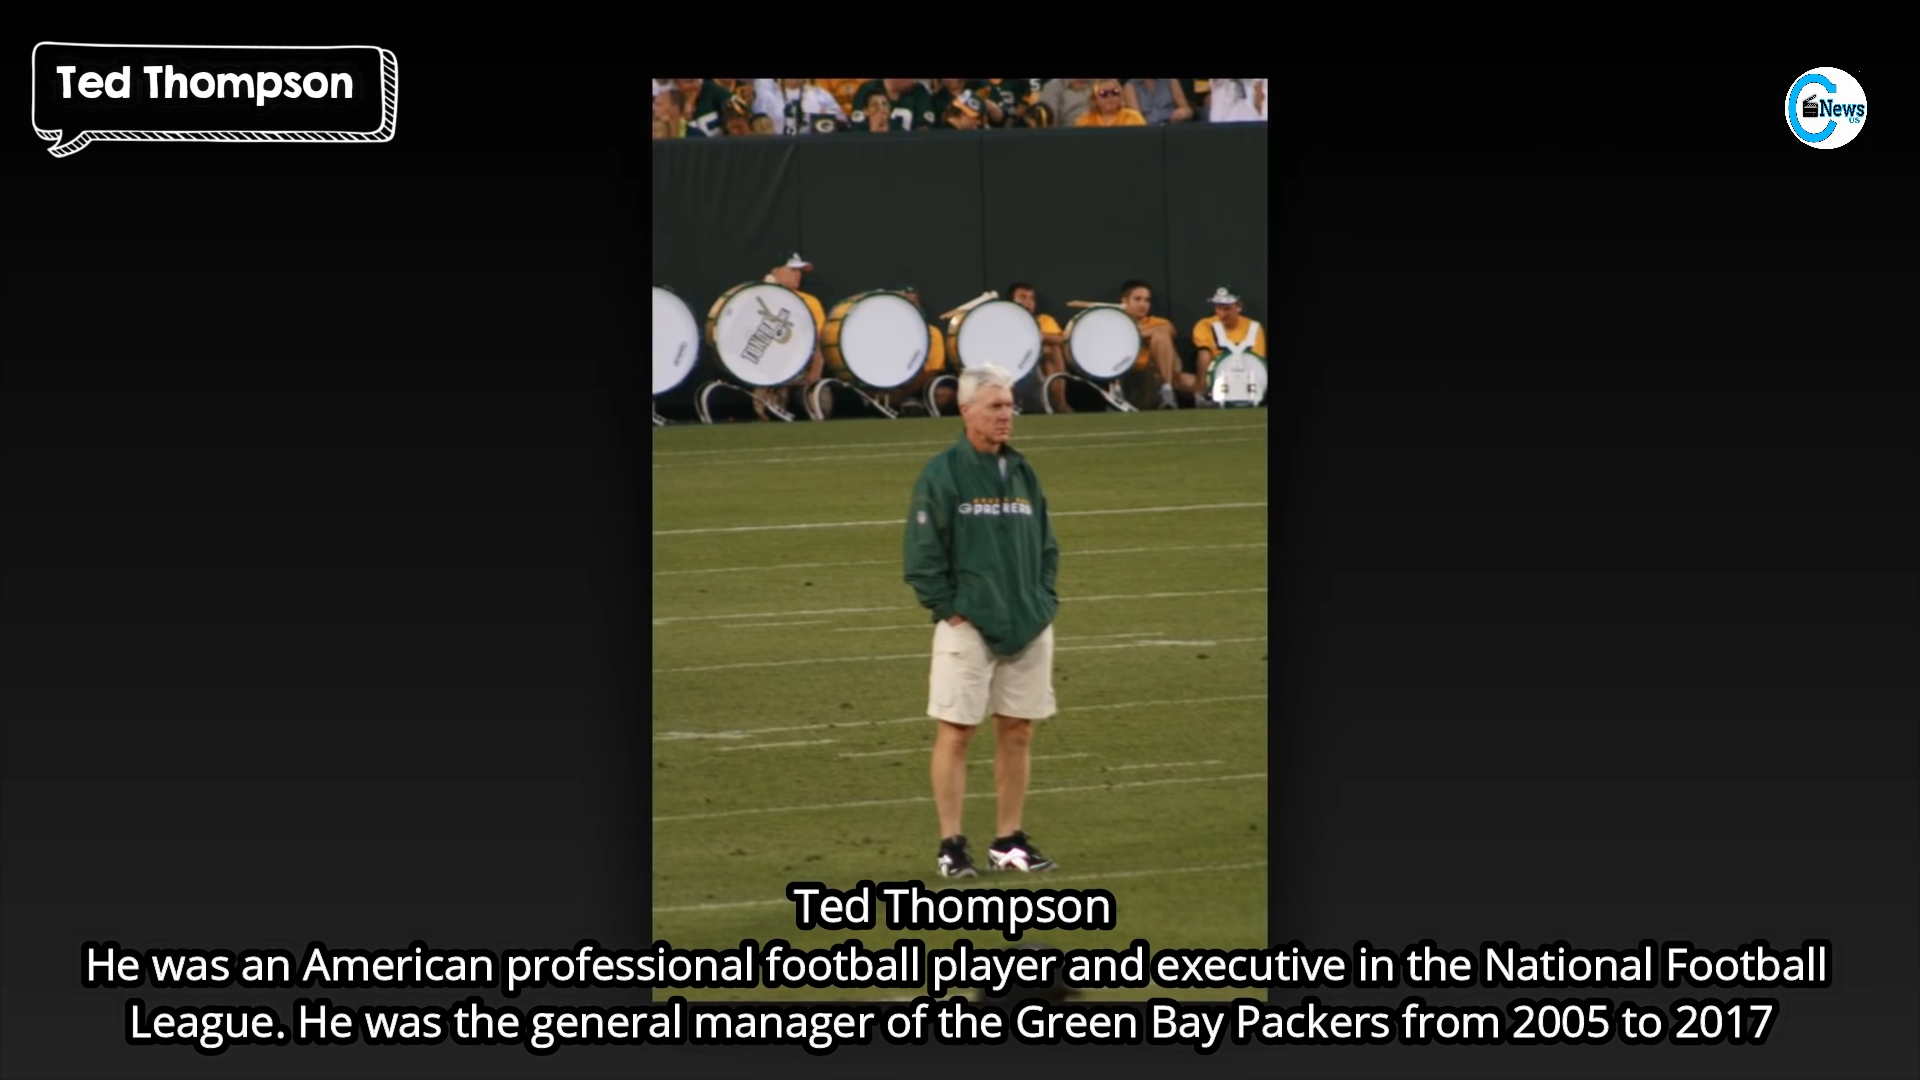 Ted Thompson
News
US
PACKERS
Ted Thompson
He was an American professional football player and executive in the National Football
League. He was the general manager of the Green Bay Packers from 2005 to 2017